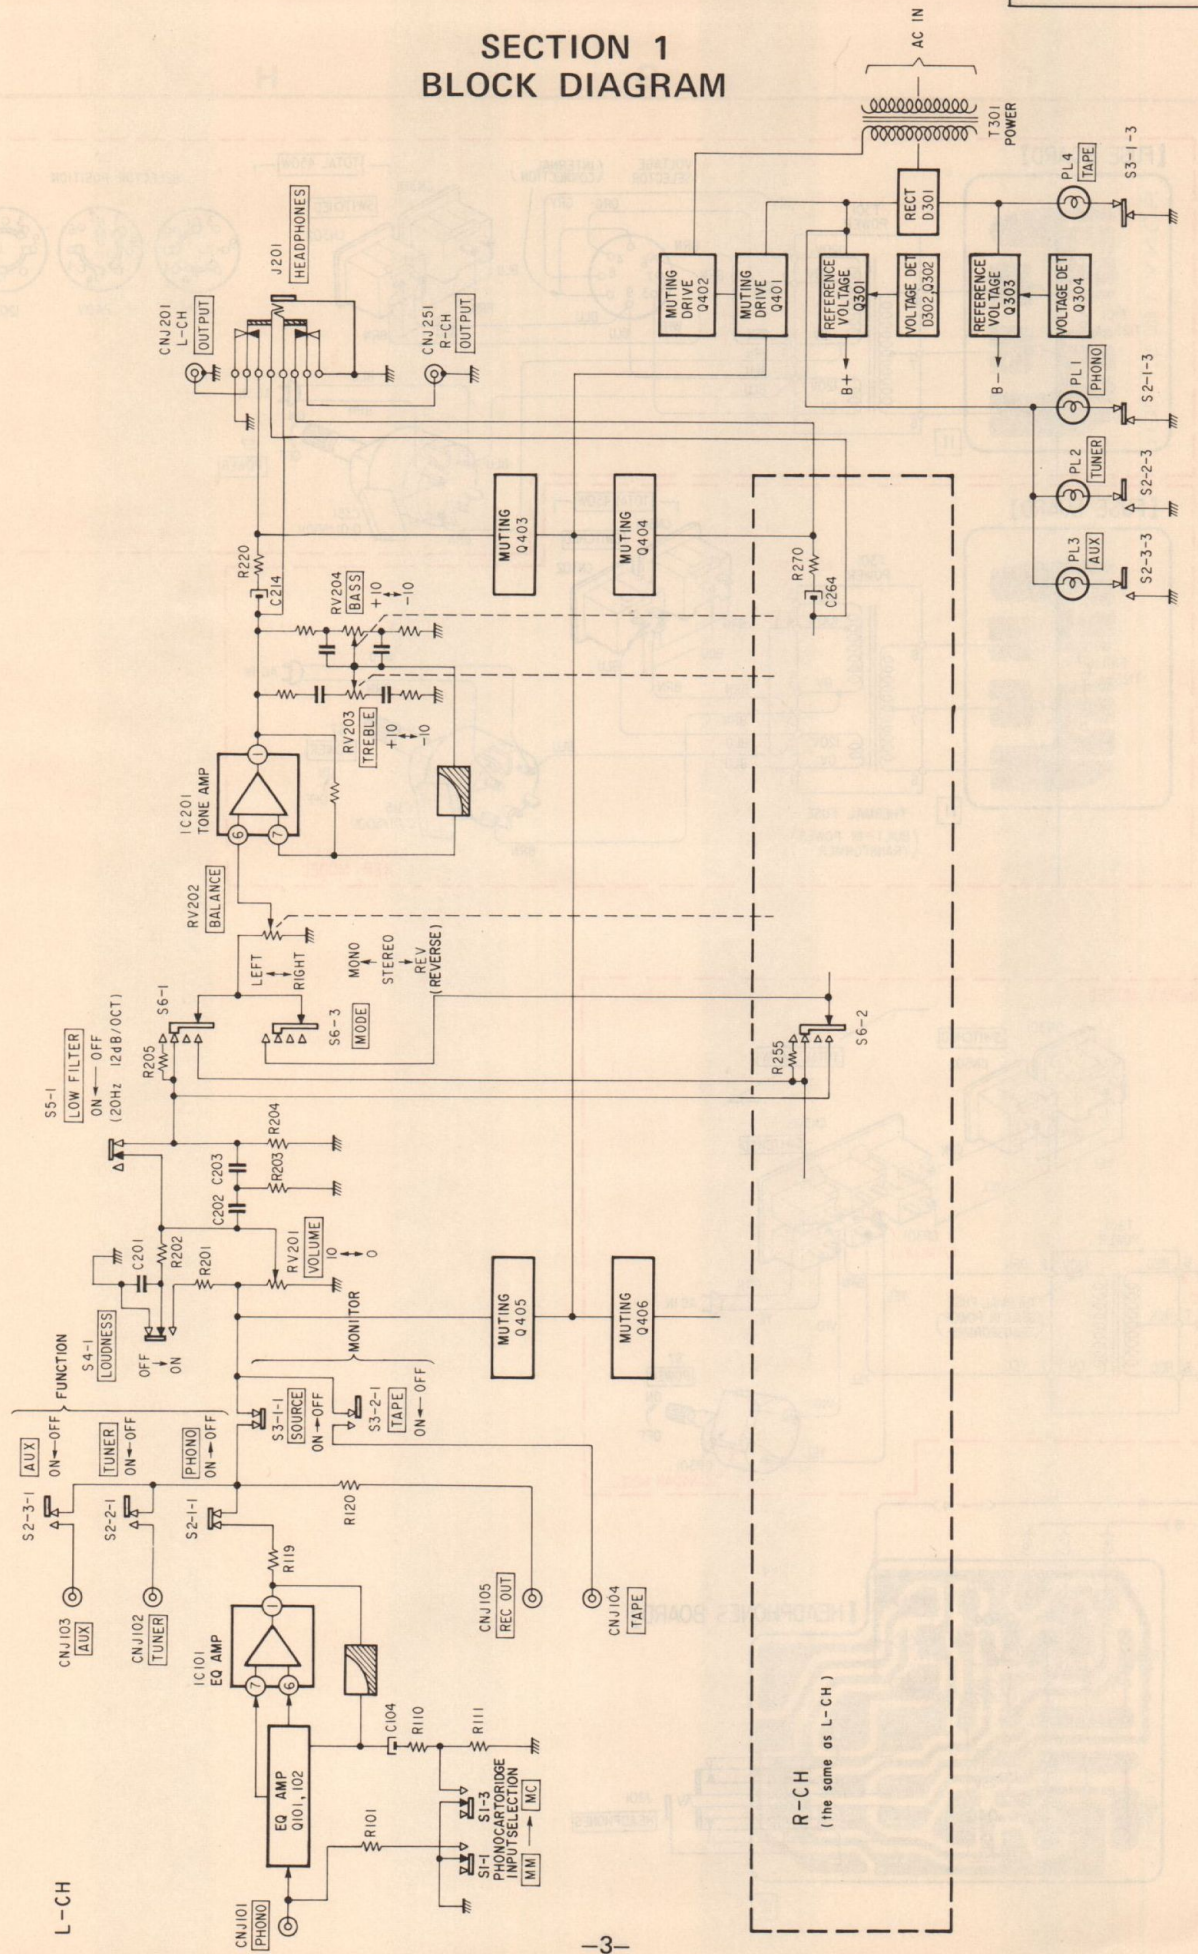 SECTION 1
BLOCK DIAGRAM
L-CH
CNJ101
PHONO
EQ AMP
Q101,102
R101
S1-1
S1-3
PHONOCARTORIDGE
INPUT SELECTION
MM
MC
C104
R110
R111
IC101
EQ AMP
7
6
1
R119
CNJ103
AUX
CNJ102
TUNER
CNJ105
REC OUT
CNJ104
TAPE
R120
S2-3-1
AUX
ON OFF
S2-2-1
TUNER
ON OFF
S2-1-1
PHONO
ON OFF
FUNCTION
S3-1-1
SOURCE
ON OFF
S3-2-1
TAPE
ON OFF
MONITOR
S4-1
LOUDNESS
OFF
ON
C201
R202
R201
RV201
VOLUME
10
0
C202
C203
R203
R204
S5-1
LOW FILTER
ON OFF
(20Hz 12dB/OCT)
R205
S6-1
S6-3
MODE
MONO
STEREO
REV
(REVERSE)
LEFT
RIGHT
RV202
BALANCE
IC201
TONE AMP
6
7
1
RV203
TREBLE
+10
-10
RV204
BASS
+10
-10
R220
C214
CNJ201
L-CH
OUTPUT
J201
HEADPHONES
CNJ251
R-CH
OUTPUT
MUTING
Q405
MUTING
Q406
MUTING
Q403
MUTING
Q404
R-CH
(the same as L-CH)
R255
S6-2
R270
C264
MUTING
DRIVE
Q402
MUTING
DRIVE
Q401
REFERENCE
VOLTAGE
Q301
VOLTAGE DET
D302,Q302
REFERENCE
VOLTAGE
Q303
VOLTAGE DET
Q304
RECT
D301
B+
B-
AC IN
T301
POWER
PL4
TAPE
S3-1-3
PL1
PHONO
S2-1-3
PL2
TUNER
S2-2-3
PL3
AUX
S2-3-3
-3-